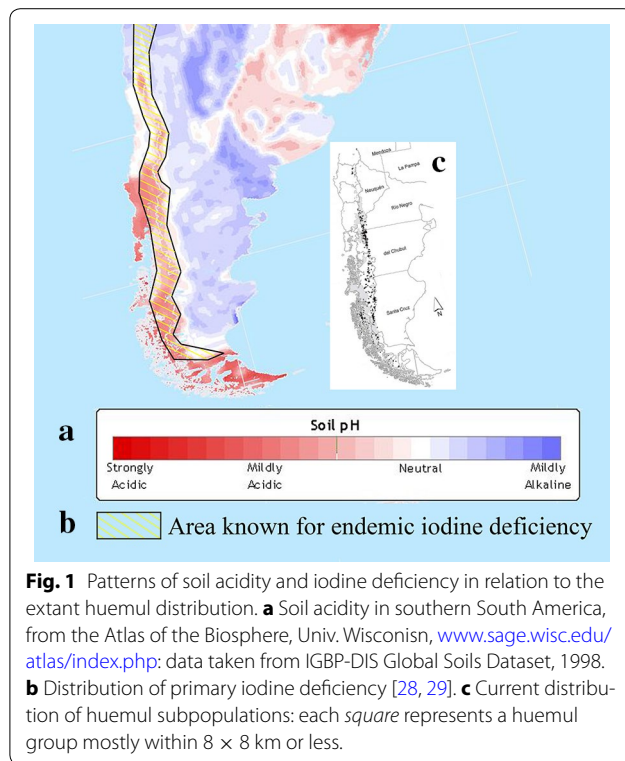 c
Mendoza
La Pampa
Neuquén
Río Negro
del Chubut
Santa Cruz
N
a
Soil pH
Strongly Acidic
Mildly Acidic
Neutral
Mildly Alkaline
b Area known for endemic iodine deficiency
Fig. 1 Patterns of soil acidity and iodine deficiency in relation to the
extant huemul distribution. a Soil acidity in southern South America,
from the Atlas of the Biosphere, Univ. Wisconisn, www.sage.wisc.edu/
atlas/index.php: data taken from IGBP-DIS Global Soils Dataset, 1998.
b Distribution of primary iodine deficiency [28, 29]. c Current distribu-
tion of huemul subpopulations: each square represents a huemul
group mostly within 8 × 8 km or less.